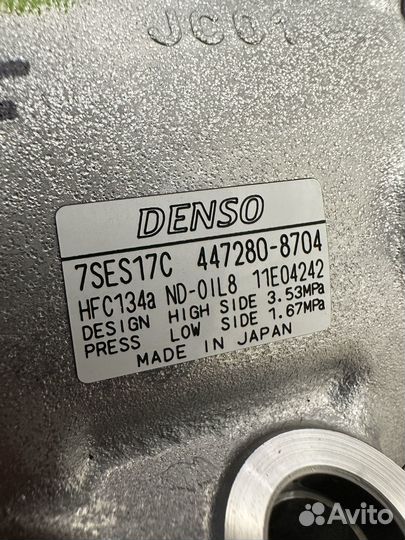 JC01
DENSO
7SES17C 447280-8704
HFC134a ND-OIL8 11E04242
DESIGN HIGH SIDE 3.53MPa
PRESS LOW SIDE 1.67MPa
MADE IN JAPAN
Avito